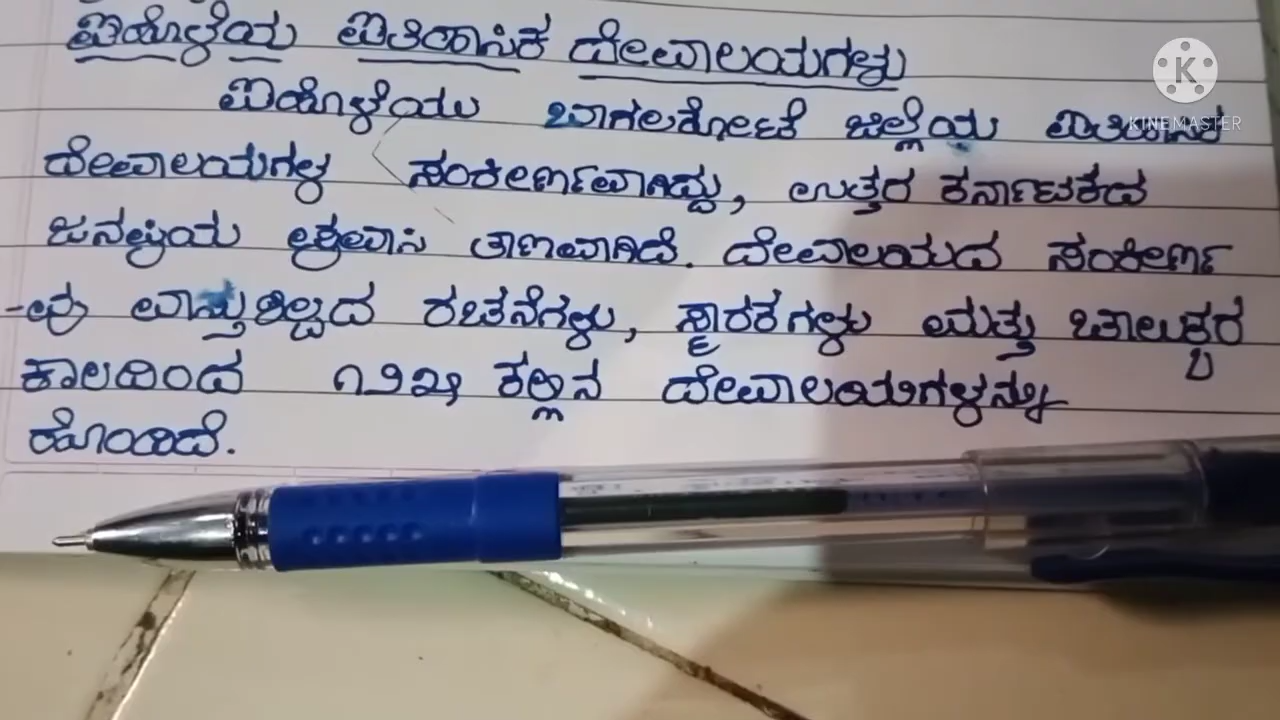 ಐಹೊಳೆಯ ಐತಿಹಾಸಿಕ ದೇವಾಲಯಗಳು
ಐಹೊಳೆಯು ಬಾಗಲಕೋಟೆ ಜಿಲ್ಲೆಯ ಐತಿಹಾಸಿಕ
ದೇವಾಲಯಗಳ ಸಂಕೀರ್ಣವಾಗಿದ್ದು, ಉತ್ತರ ಕರ್ನಾಟಕದ
ಜನಪ್ರಿಯ ಪ್ರವಾಸಿ ತಾಣವಾಗಿದೆ. ದೇವಾಲಯದ ಸಂಕೀರ್ಣ
-ವು ವಾಸ್ತುಶಿಲ್ಪದ ರಚನೆಗಳು, ಸ್ಮಾರಕಗಳು ಮತ್ತು ಚಾಲುಕ್ಯರ
ಕಾಲದಿಂದ ೧೨೫ ಕಲ್ಲಿನ ದೇವಾಲಯಗಳನ್ನು
ಹೊಂದಿದೆ.
K
KINEMASTER